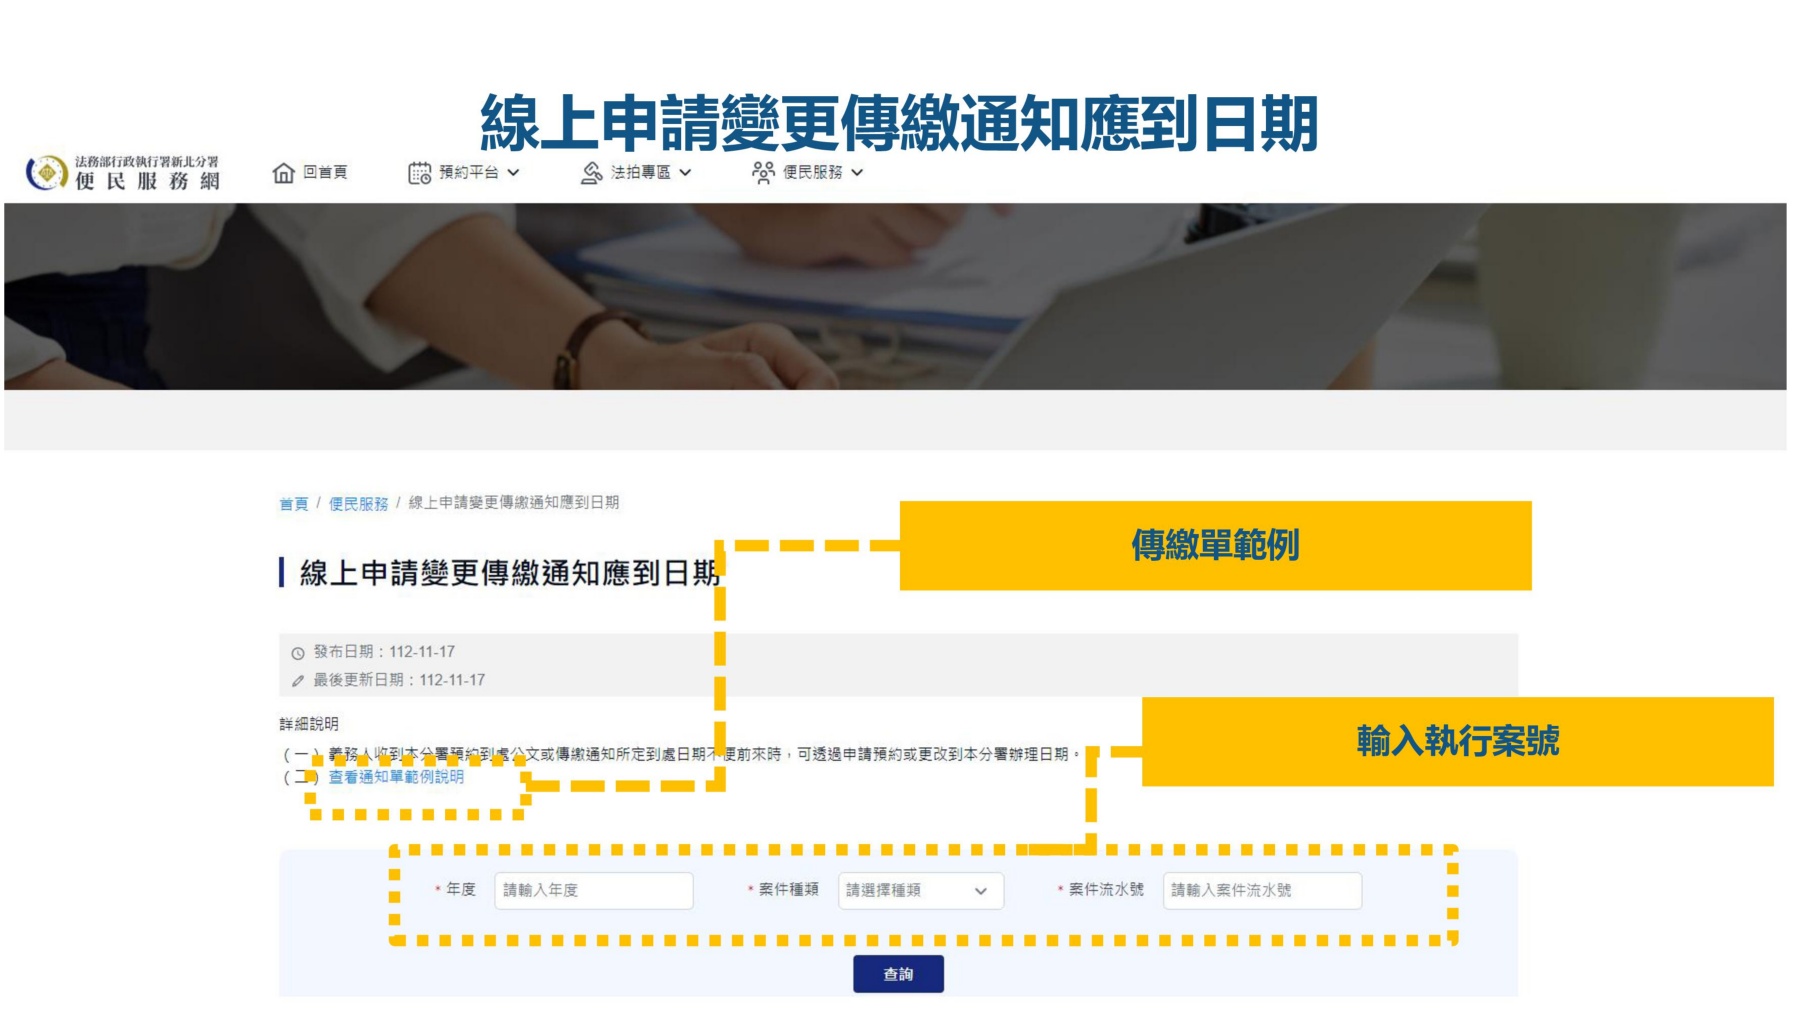 線上申請變更傳繳通知應到日期
法務部行政執行署新北分署
便民服務網
回首頁
預約平台
法拍專區
便民服務
首頁 / 便民服務 / 線上申請變更傳繳通知應到日期
傳繳單範例
線上申請變更傳繳通知應到日期
發布日期：112-11-17
最後更新日期：112-11-17
輸入執行案號
詳細說明
(一) 義務人收到本分署預約到處公文或傳繳通知所定到處日期不便前來時，可透過申請預約或更改到本分署辦理日期。
(二) 查看通知單範例說明
* 年度 請輸入年度 * 案件種類 請選擇種類 * 案件流水號 請輸入案件流水號
查詢